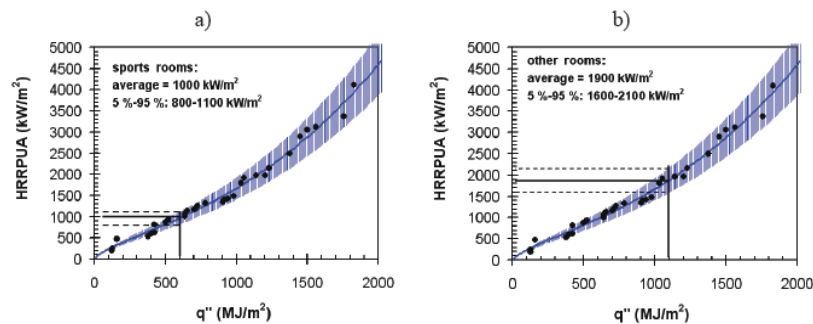 a)
5000
4500
4000
3500
3000
2500
2000
1500
1000
500
0
HRRPUA (kW/m²)
sports rooms:
average = 1000 kW/m²
5 %-95 %: 800-1100 kW/m²
0 500 1000 1500 2000
q" (MJ/m²)
b)
5000
4500
4000
3500
3000
2500
2000
1500
1000
500
0
HRRPUA (kW/m²)
other rooms:
average = 1900 kW/m²
5 %-95 %: 1600-2100 kW/m²
0 500 1000 1500 2000
q" (MJ/m²)